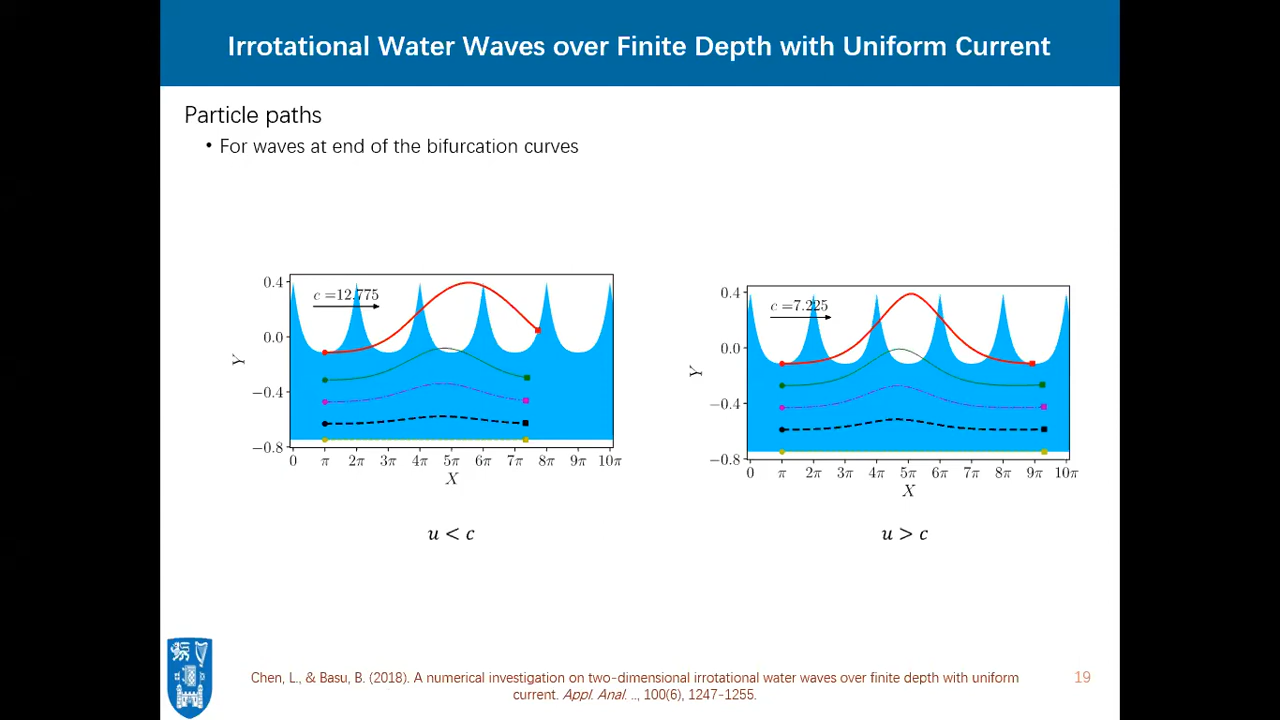 Irrotational Water Waves over Finite Depth with Uniform Current
Particle paths
• For waves at end of the bifurcation curves
0.4
0.0
−0.4
−0.8
Y
c =12.775
0 π 2π 3π 4π 5π 6π 7π 8π 9π 10π
X
u < c
0.4
0.0
−0.4
−0.8
Y
c =7.225
0 π 2π 3π 4π 5π 6π 7π 8π 9π 10π
X
u > c
Chen, L., & Basu, B. (2018). A numerical investigation on two-dimensional irrotational water waves over finite depth with uniform
current. Appl. Anal. .., 100(6), 1247-1255.
19